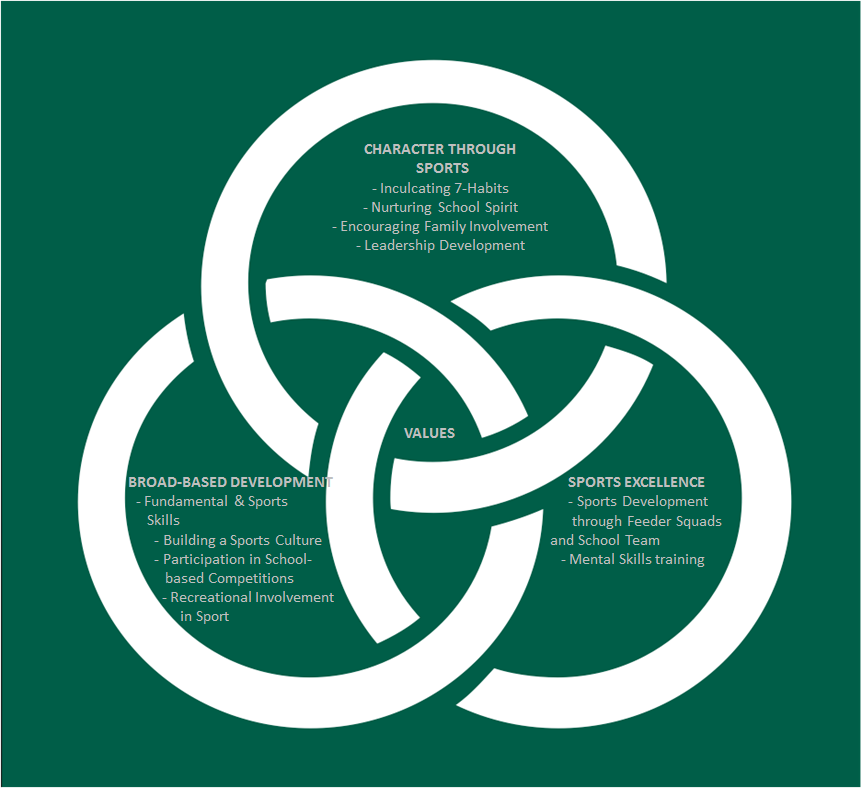 CHARACTER THROUGH
SPORTS
- Inculcating 7-Habits
- Nurturing School Spirit
- Encouraging Family Involvement
- Leadership Development
VALUES
BROAD-BASED DEVELOPMENT
- Fundamental & Sports
Skills
- Building a Sports Culture
- Participation in School-
based Competitions
- Recreational Involvement
in Sport
SPORTS EXCELLENCE
- Sports Development
through Feeder Squads
and School Team
- Mental Skills training